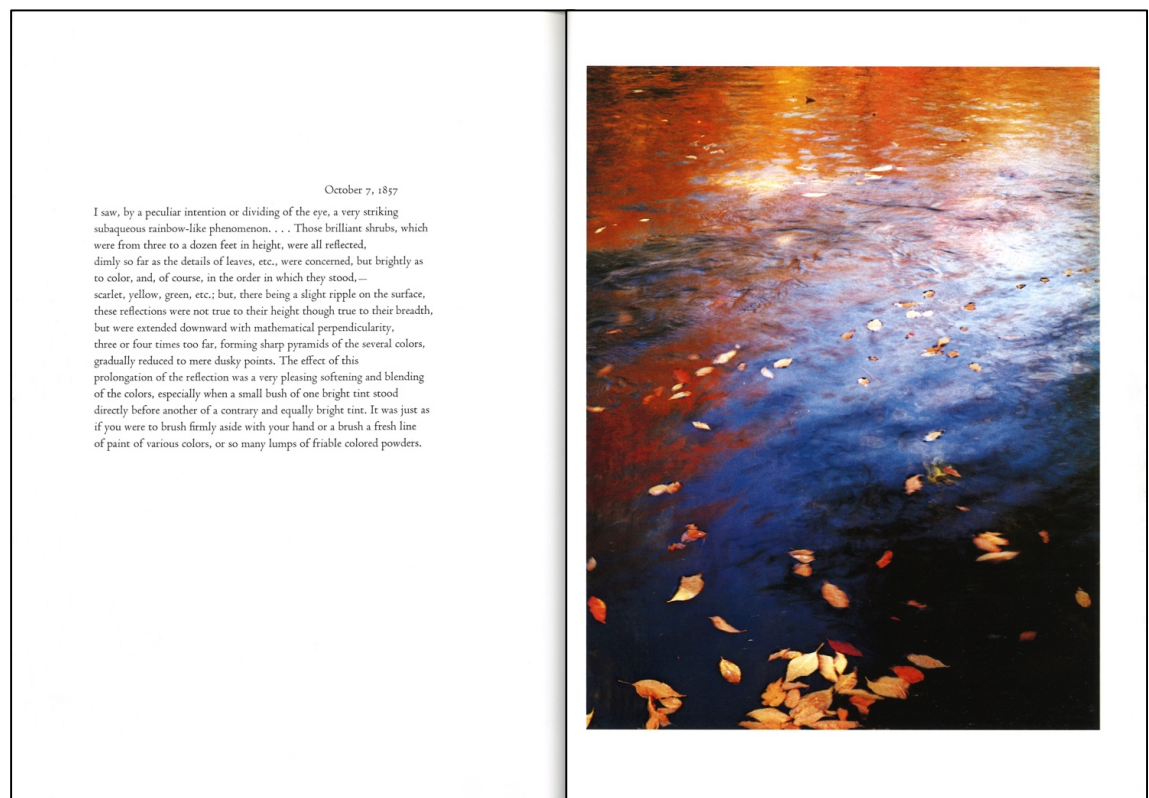 October 7, 1857
I saw, by a peculiar intention or dividing of the eye, a very striking
subaqueous rainbow-like phenomenon. . . . Those brilliant shrubs, which
were from three to a dozen feet in height, were all reflected,
dimly so far as the details of leaves, etc., were concerned, but brightly as
to color, and, of course, in the order in which they stood,—
scarlet, yellow, green, etc.; but, there being a slight ripple on the surface,
these reflections were not true to their height though true to their breadth,
but were extended downward with mathematical perpendicularity,
three or four times too far, forming sharp pyramids of the several colors,
gradually reduced to mere dusky points. The effect of this
prolongation of the reflection was a very pleasing softening and blending
of the colors, especially when a small bush of one bright tint stood
directly before another of a contrary and equally bright tint. It was just as
if you were to brush firmly aside with your hand or a brush a fresh line
of paint of various colors, or so many lumps of friable colored powders.